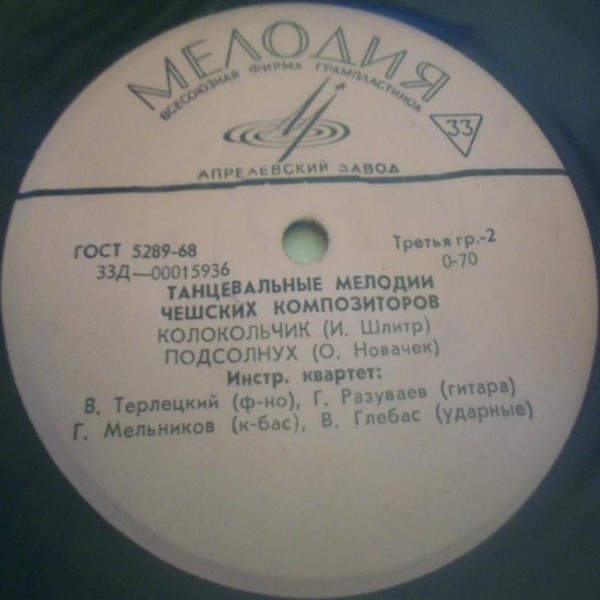 МЕЛОДИЯ
ВСЕСОЮЗНАЯ ФИРМА ГРАМПЛАСТИНОК
33
АПРЕЛЕВСКИЙ ЗАВОД
ГОСТ 5289-68
Третья гр.-2
33Д—00015936
0-70
ТАНЦЕВАЛЬНЫЕ МЕЛОДИИ
ЧЕШСКИХ КОМПОЗИТОРОВ
КОЛОКОЛЬЧИК (И. Шлитр)
ПОДСОЛНУХ (О. Новачек)
Инстр. квартет:
В. Терлецкий (ф-но), Г. Разуваев (гитара)
Г. Мельников (к-бас), В. Глебас (ударные)